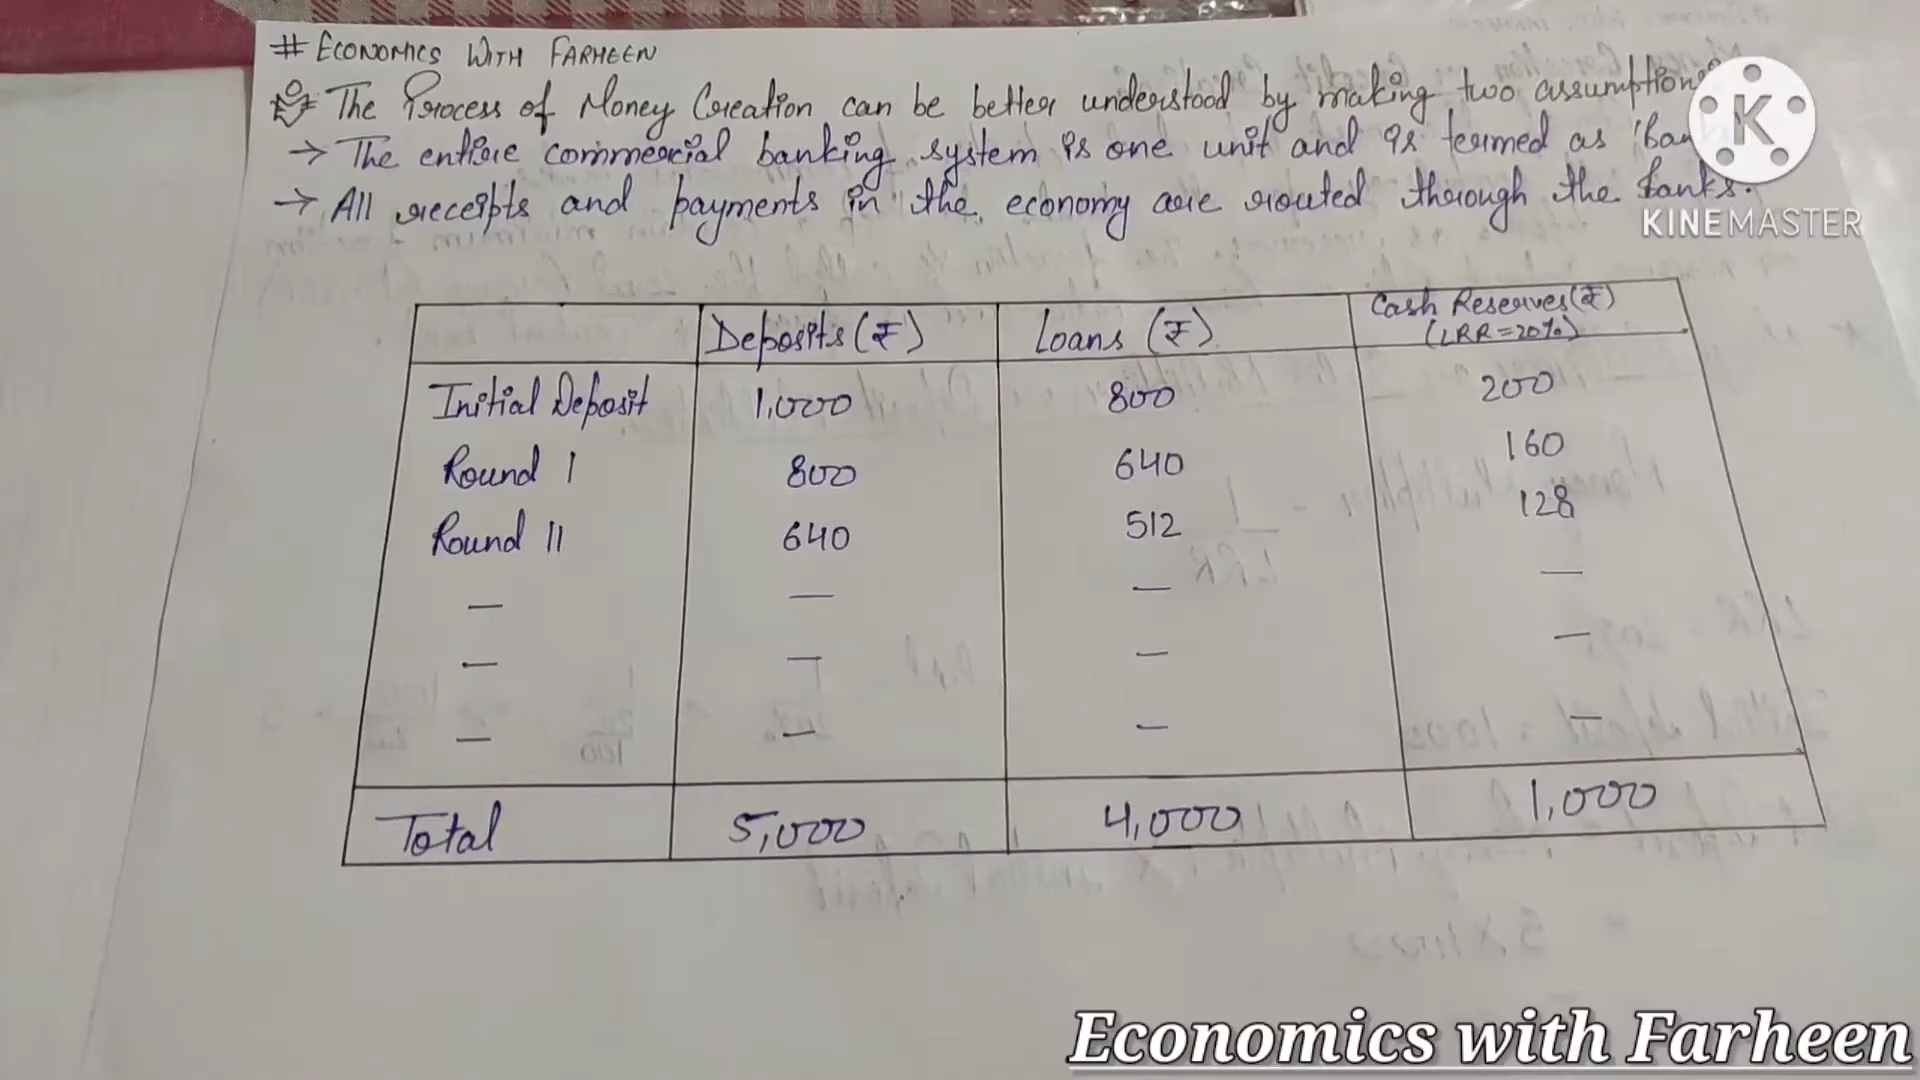 # ECONOMICS WITH FARHEEN
The Process of Money Creation can be better understood by making two assumptions
→ The entire commercial banking system is one unit and is termed as 'ban
→ All receipts and payments in the economy are routed through the banks.
K
KINEMASTER
Deposits (₹) Loans (₹) Cash Reserves (₹) (LRR=20%)
Initial Deposit 1,000 800 200
Round I 800 640 160
Round II 640 512 128
— — — —
— — — —
— — — —
Total 5,000 4,000 1,000
Economics with Farheen